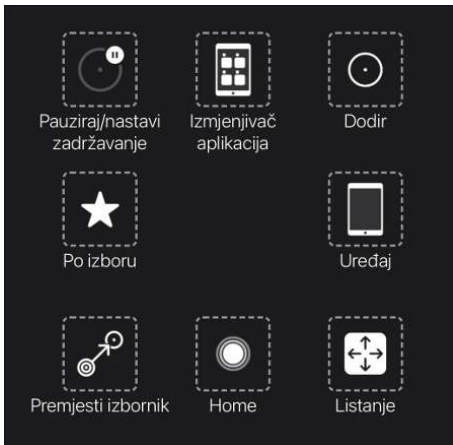 Pauziraj/nastavi
zadržavanje
Izmjenjivač
aplikacija
Dodir
Po izboru
Uređaj
Premjesti izbornik
Home
Listanje